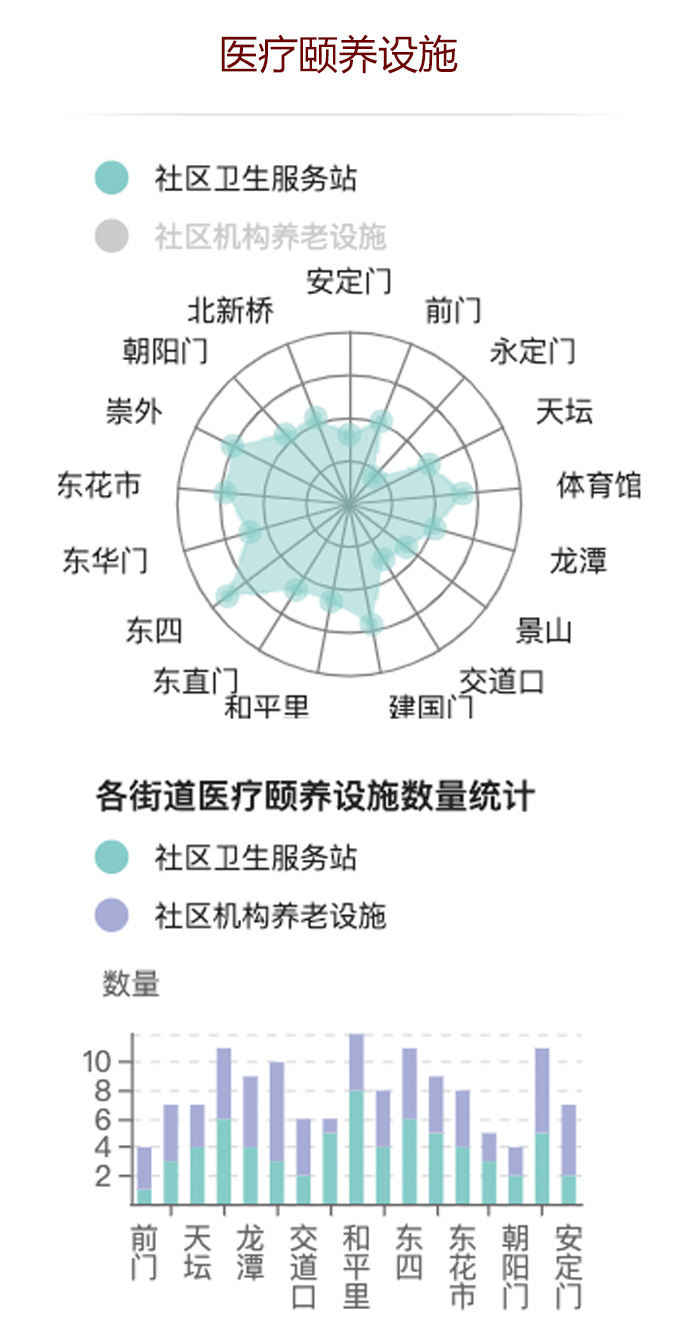 医疗颐养设施
社区卫生服务站
社区机构养老设施
安定门
北新桥
前门
朝阳门
永定门
崇外
天坛
东花市
体育馆
东华门
龙潭
东四
景山
东直门
交道口
和平里
建国门
各街道医疗颐养设施数量统计
社区卫生服务站
社区机构养老设施
数量
10
8
6
4
2
前门
天坛
龙潭
交道口
和平里
东四
东花市
朝阳门
安定门